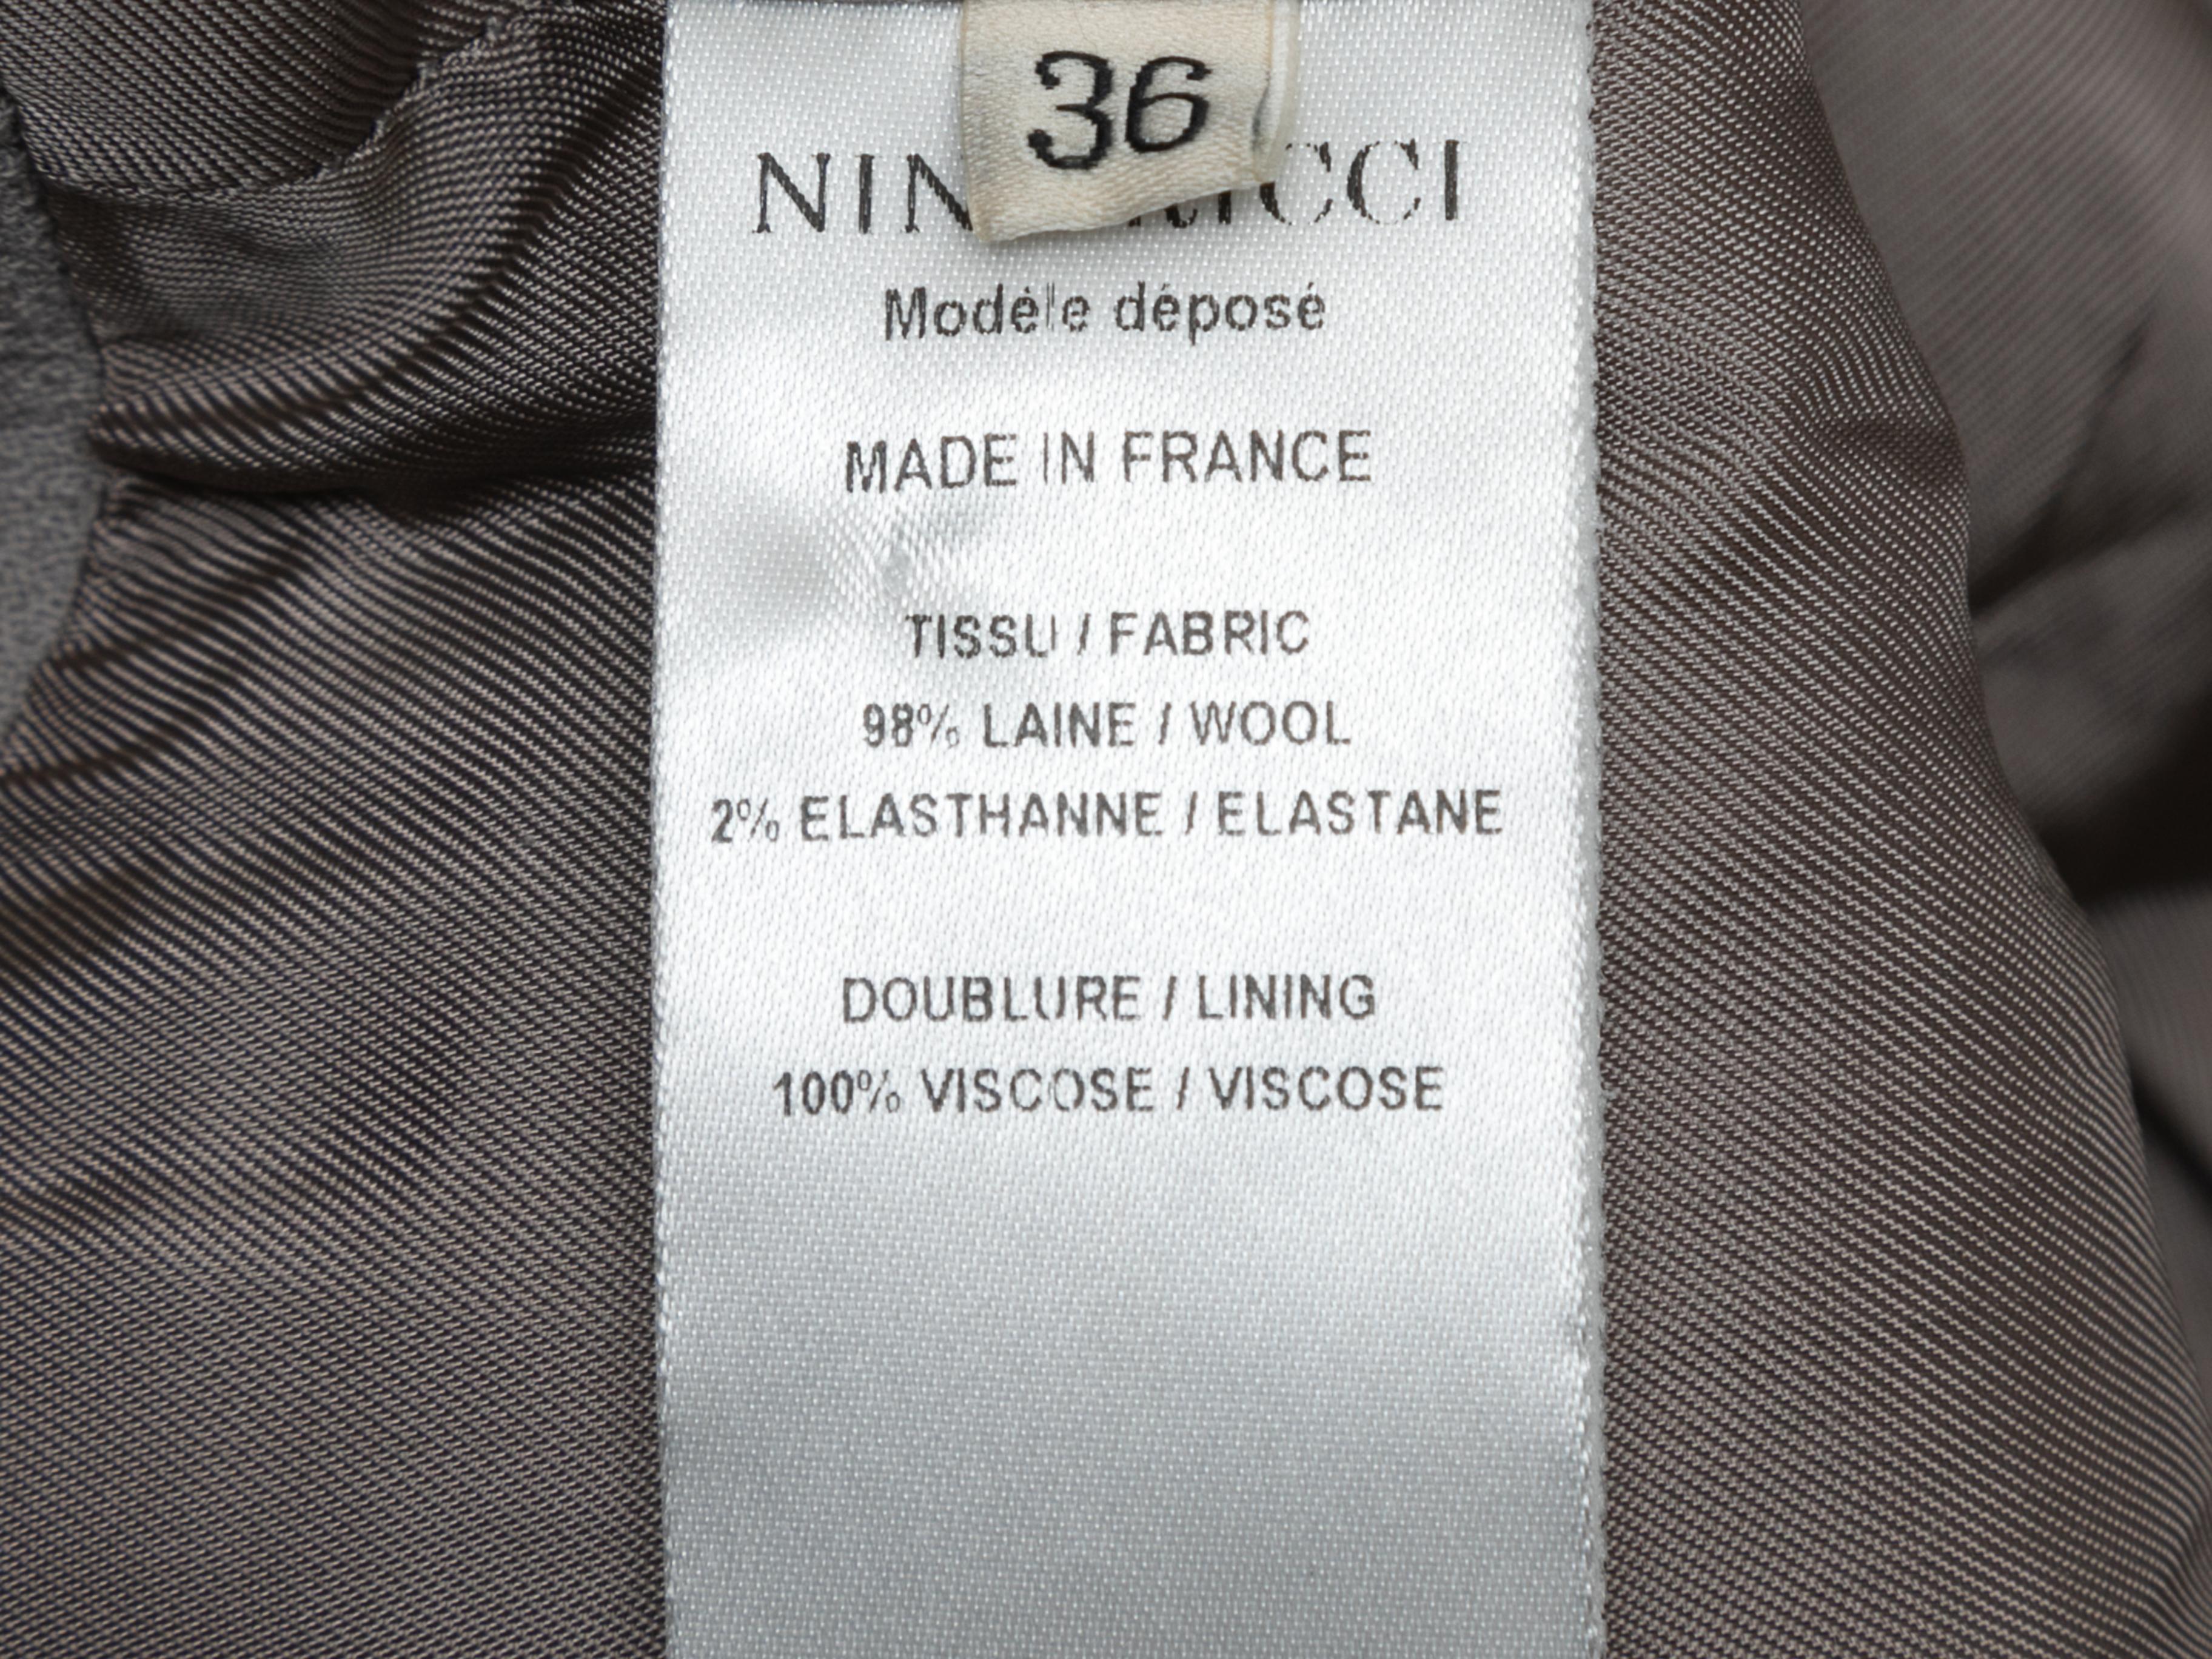 36
Modèle déposé
MADE IN FRANCE
TISSU / FABRIC
98% LAINE / WOOL
2% ELASTHANNE / ELASTANE
DOUBLURE / LINING
100% VISCOSE / VISCOSE